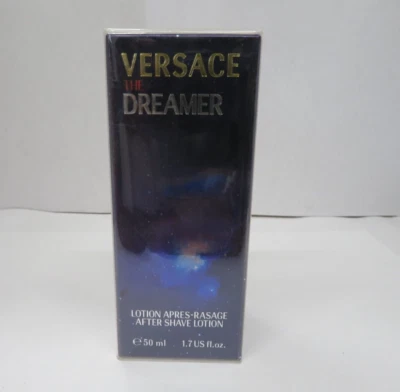 VERSACE
THE
DREAMER
LOTION APRES-RASAGE
AFTER SHAVE LOTION
℮ 50 ml 1.7 US fl.oz.